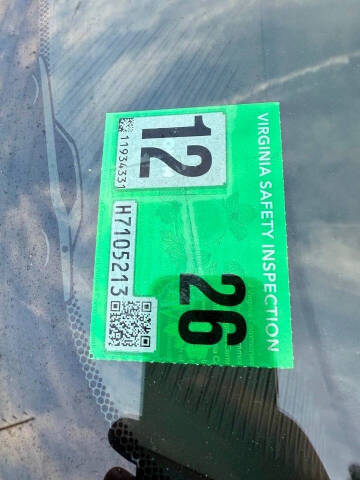 VIRGINIA SAFETY INSPECTION
12
26
11934331
H7105213